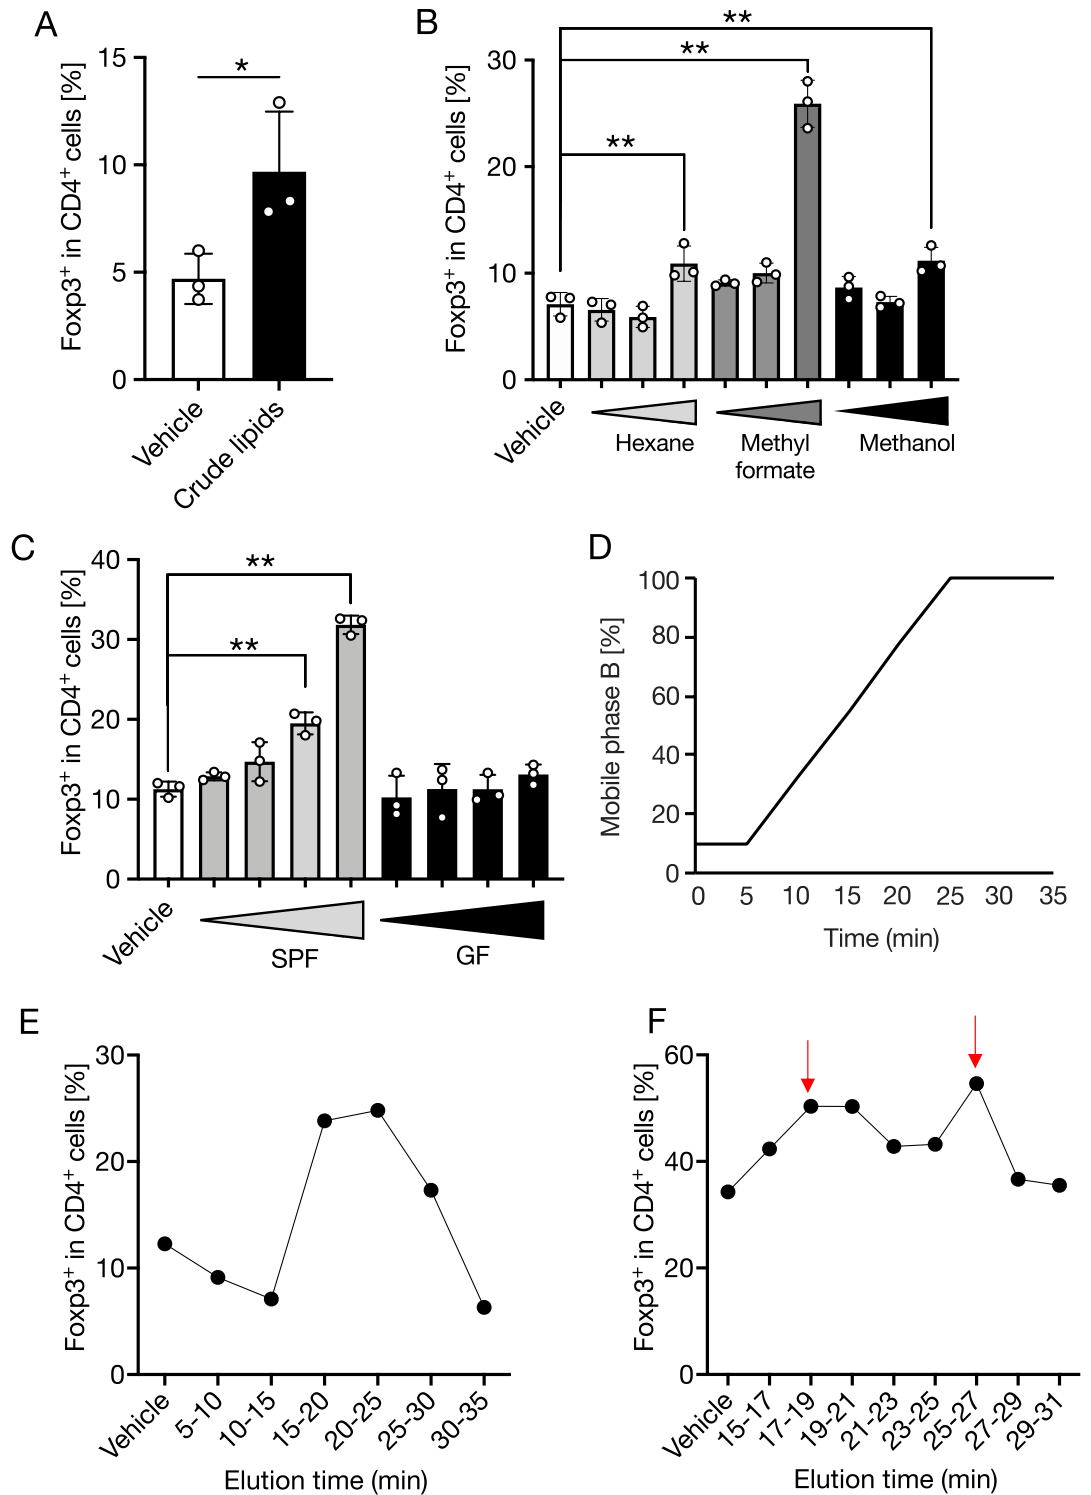 A
Foxp3⁺ in CD4⁺ cells [%]
15
10
5
0
*
Vehicle
Crude lipids
B
Foxp3⁺ in CD4⁺ cells [%]
30
20
10
0
**
**
**
Vehicle
Hexane
Methyl
formate
Methanol
C
Foxp3⁺ in CD4⁺ cells [%]
40
30
20
10
0
**
**
Vehicle
SPF
GF
D
Mobile phase B [%]
100
80
60
40
20
0
0 5 10 15 20 25 30 35
Time (min)
E
Foxp3⁺ in CD4⁺ cells [%]
30
20
10
0
Vehicle
5-10
10-15
15-20
20-25
25-30
30-35
Elution time (min)
F
Foxp3⁺ in CD4⁺ cells [%]
60
40
20
0
Vehicle
15-17
17-19
19-21
21-23
23-25
25-27
27-29
29-31
Elution time (min)